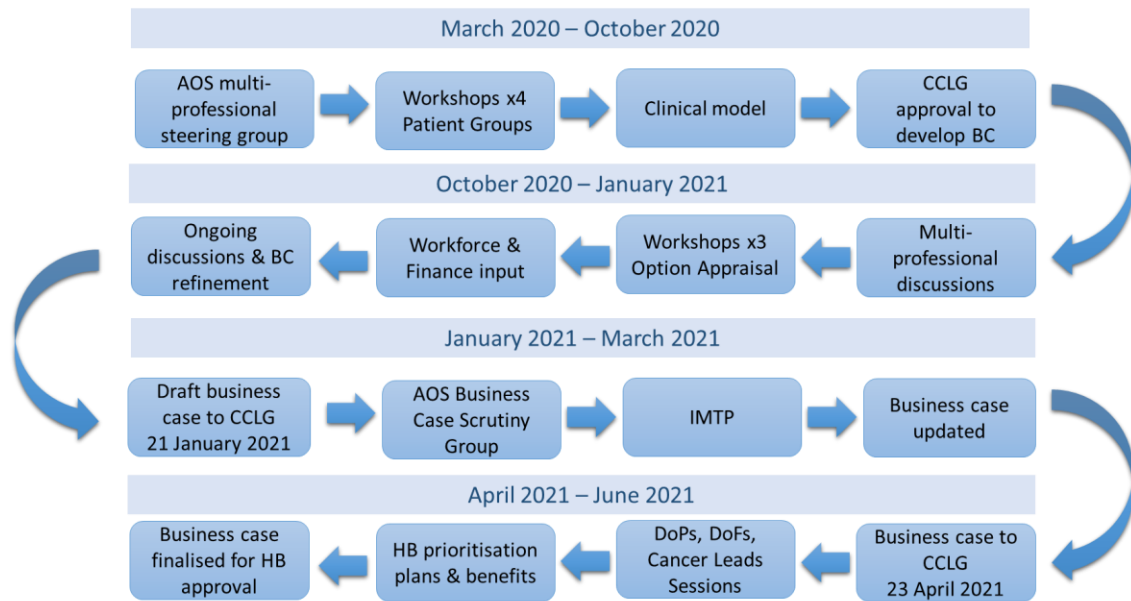 March 2020 – October 2020
AOS multi-
professional
steering group
Workshops x4
Patient Groups
Clinical model
CCLG
approval to
develop BC
October 2020 – January 2021
Ongoing
discussions & BC
refinement
Workforce &
Finance input
Workshops x3
Option Appraisal
Multi-
professional
discussions
January 2021 – March 2021
Draft business
case to CCLG
21 January 2021
AOS Business
Case Scrutiny
Group
IMTP
Business case
updated
April 2021 – June 2021
Business case
finalised for HB
approval
HB prioritisation
plans & benefits
DoPs, DoFs,
Cancer Leads
Sessions
Business case to
CCLG
23 April 2021